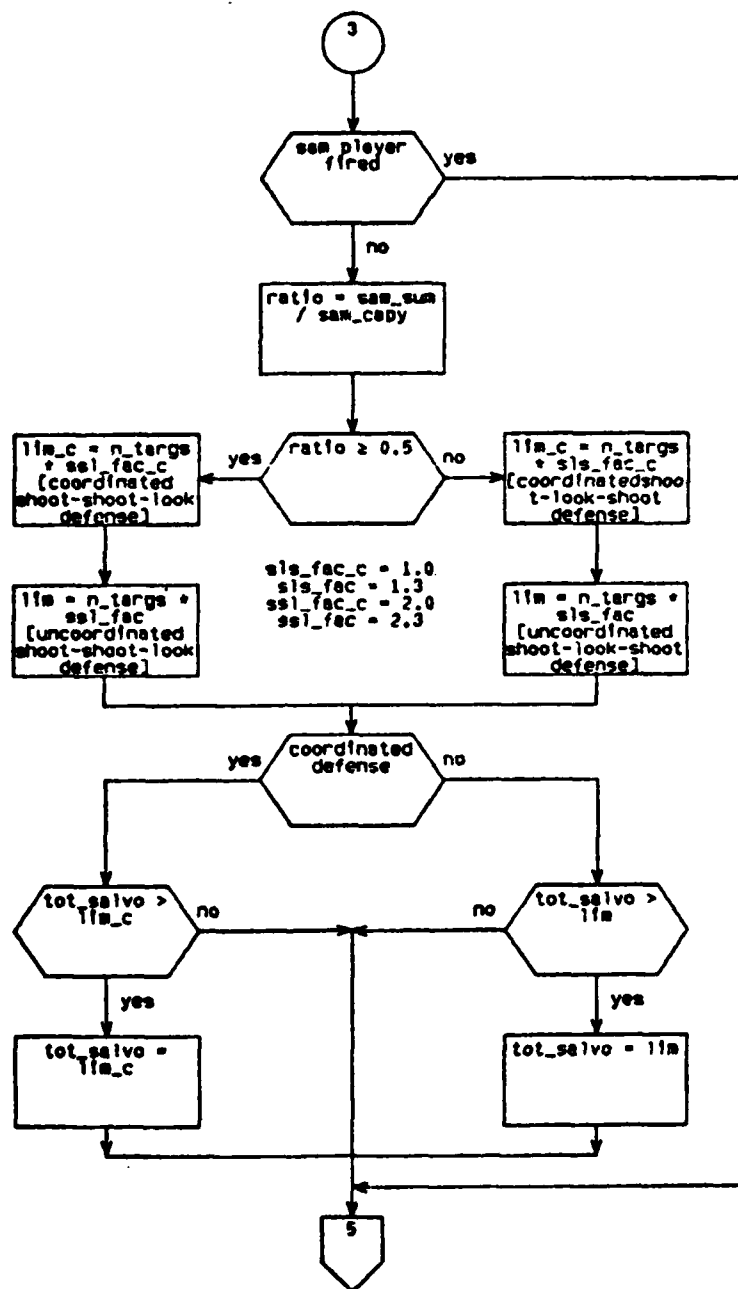 3
sam player
fired
yes
no
ratio = sam_sum
/ sam_capy
lim_c = n_targs
* ssl_fac_c
[coordinated
shoot-shoot-look
defense]
yes
ratio ≥ 0.5
no
lim_c = n_targs
* sls_fac_c
[coordinatedshoo
t-look-shoot
defense]
lim = n_targs *
ssl_fac
[uncoordinated
shoot-shoot-look
defense]
sls_fac_c = 1.0
sls_fac = 1.3
ssl_fac_c = 2.0
ssl_fac = 2.3
lim = n_targs *
sls_fac
[uncoordinated
shoot-look-shoot
defense]
yes
coordinated
defense
no
tot_salvo >
lim_c
no
no
tot_salvo >
lim
yes
yes
tot_salvo =
lim_c
tot_salvo = lim
5